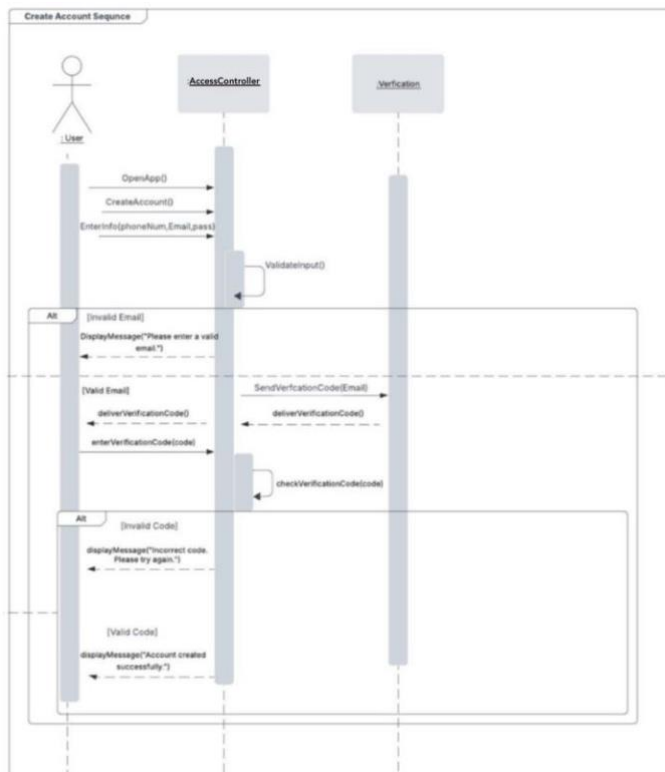 Create Account Sequnce
:AccessController
:Verfication
: User
OpenApp()
CreateAccount()
EnterInfo(phoneNum,Email,pass)
ValidateInput()
Alt
[Invalid Email]
DisplayMessage("Please enter a valid
email.")
[Valid Email]
SendVerfcationCode(Email)
deliverVerificationCode()
deliverVerificationCode()
enterVerificationCode(code)
checkVerificationCode(code)
Alt
[Invalid Code]
displayMessage("Incorrect code.
Please try again.")
[Valid Code]
displayMessage("Account created
successfully.")